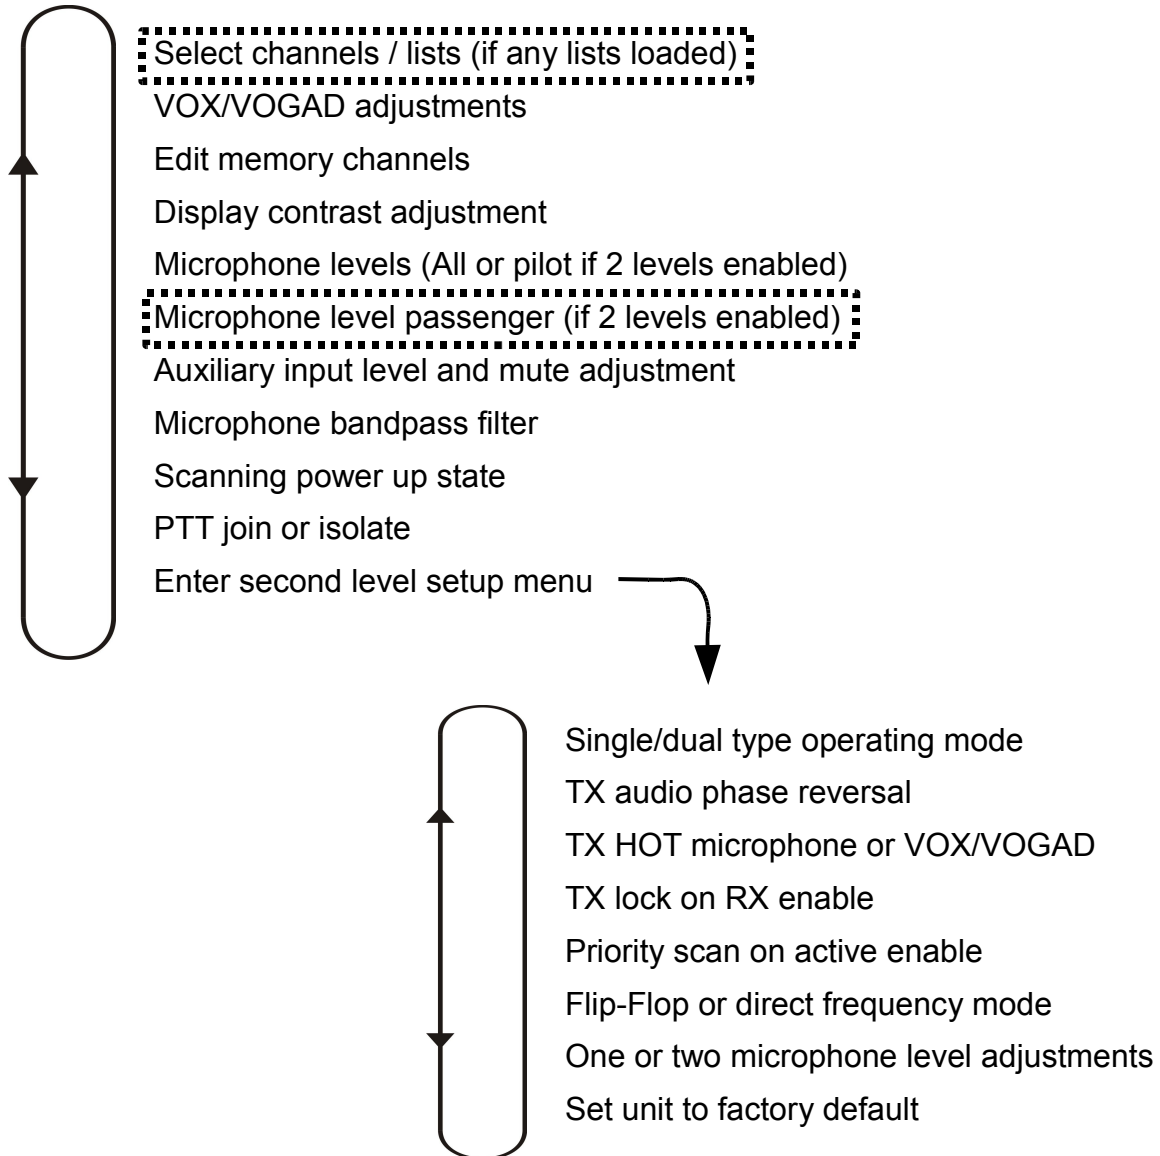 Select channels / lists (if any lists loaded)
VOX/VOGAD adjustments
Edit memory channels
Display contrast adjustment
Microphone levels (All or pilot if 2 levels enabled)
Microphone level passenger (if 2 levels enabled)
Auxiliary input level and mute adjustment
Microphone bandpass filter
Scanning power up state
PTT join or isolate
Enter second level setup menu
Single/dual type operating mode
TX audio phase reversal
TX HOT microphone or VOX/VOGAD
TX lock on RX enable
Priority scan on active enable
Flip-Flop or direct frequency mode
One or two microphone level adjustments
Set unit to factory default